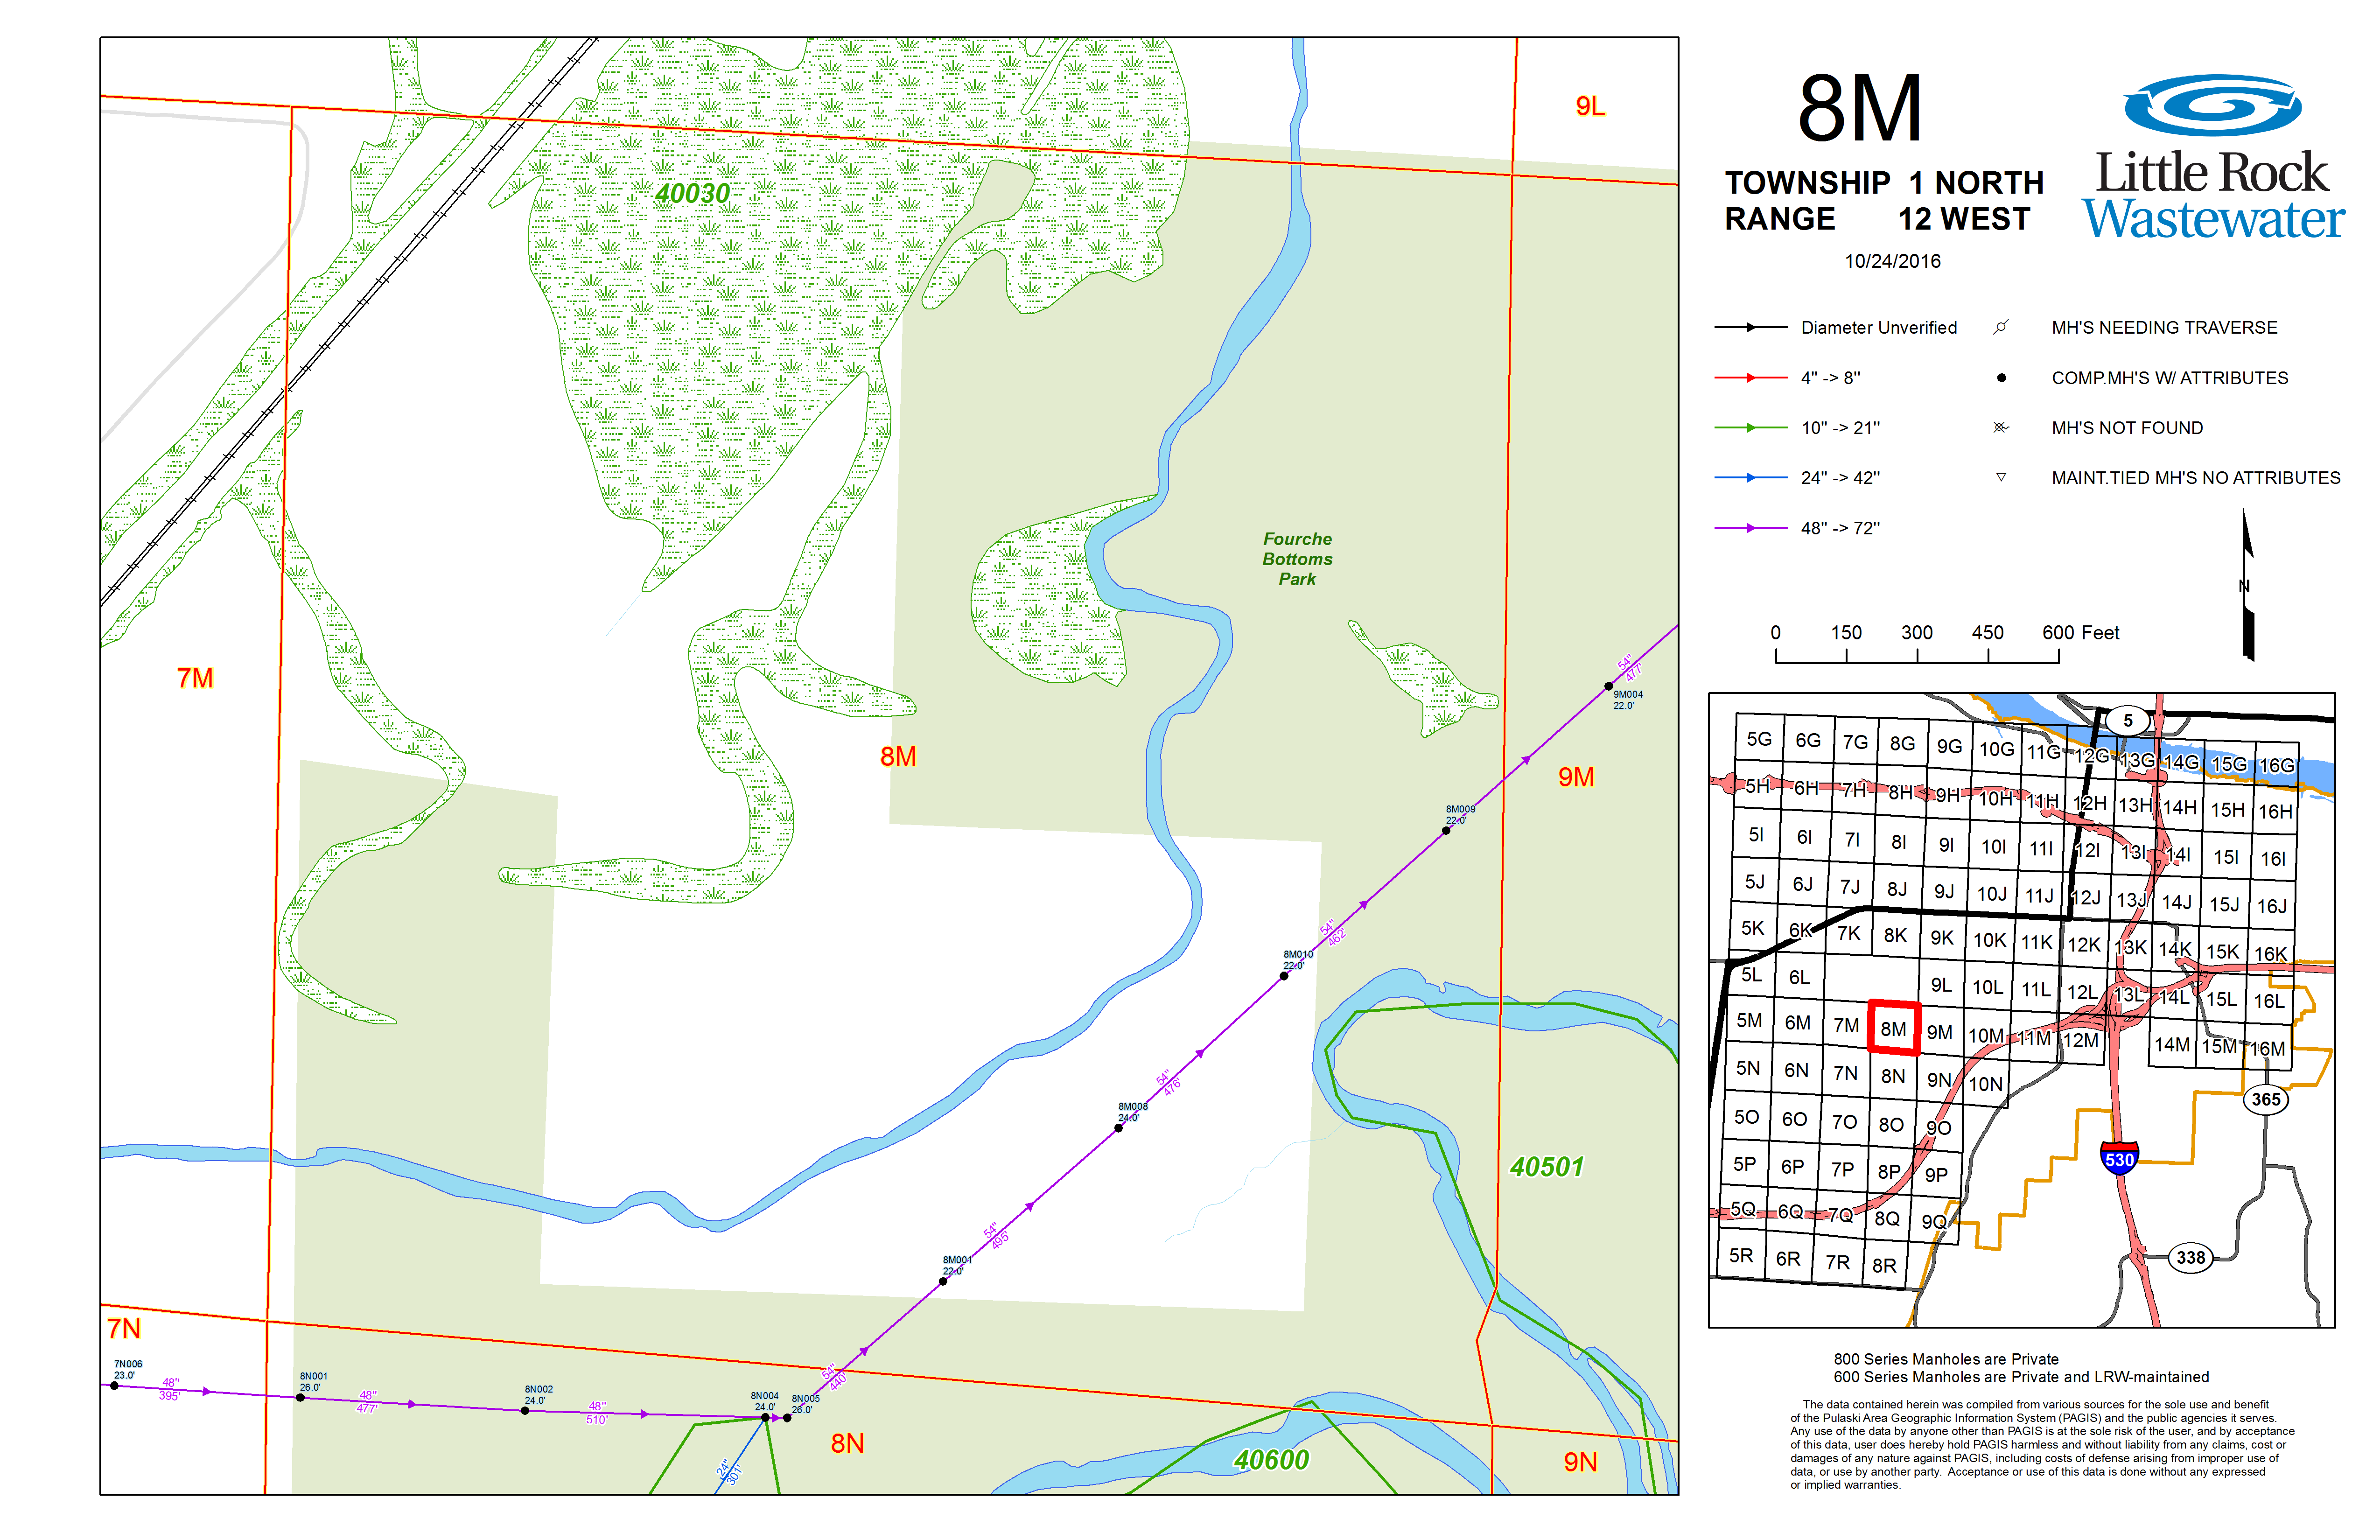 9L
40030
Fourche
Bottoms
Park
7M
8M
9M
54"
477'
9M004
22.0'
8M009
22.0'
54"
462'
8M010
22.0'
54"
476'
8M008
24.0'
54"
495'
8M001
22.0'
40501
7N
7N006
23.0'
48"
395'
8N001
26.0'
48"
477'
8N002
24.0'
48"
510'
8N004
24.0'
8N005
26.0'
54"
440'
24"
301'
8N
40600
9N
8M
TOWNSHIP 1 NORTH
RANGE 12 WEST
10/24/2016
Little Rock
Wastewater
Diameter Unverified
4" -> 8"
10" -> 21"
24" -> 42"
48" -> 72"
MH'S NEEDING TRAVERSE
COMP.MH'S W/ ATTRIBUTES
MH'S NOT FOUND
MAINT.TIED MH'S NO ATTRIBUTES
N
0 150 300 450 600 Feet
5
5G 6G 7G 8G 9G 10G 11G 12G 13G 14G 15G 16G
5H 6H 7H 8H 9H 10H 11H 12H 13H 14H 15H 16H
5I 6I 7I 8I 9I 10I 11I 12I 13I 14I 15I 16I
5J 6J 7J 8J 9J 10J 11J 12J 13J 14J 15J 16J
5K 6K 7K 8K 9K 10K 11K 12K 13K 14K 15K 16K
5L 6L 9L 10L 11L 12L 13L 14L 15L 16L
5M 6M 7M 8M 9M 10M 11M 12M 14M 15M 16M
5N 6N 7N 8N 9N 10N
5O 6O 7O 8O 9O
5P 6P 7P 8P 9P
5Q 6Q 7Q 8Q 9Q
5R 6R 7R 8R
365
530
338
800 Series Manholes are Private
600 Series Manholes are Private and LRW-maintained
The data contained herein was compiled from various sources for the sole use and benefit
of the Pulaski Area Geographic Information System (PAGIS) and the public agencies it serves.
Any use of the data by anyone other than PAGIS is at the sole risk of the user, and by acceptance
of this data, user does hereby hold PAGIS harmless and without liability from any claims, cost or
damages of any nature against PAGIS, including costs of defense arising from improper use of
data, or use by another party. Acceptance or use of this data is done without any expressed
or implied warranties.